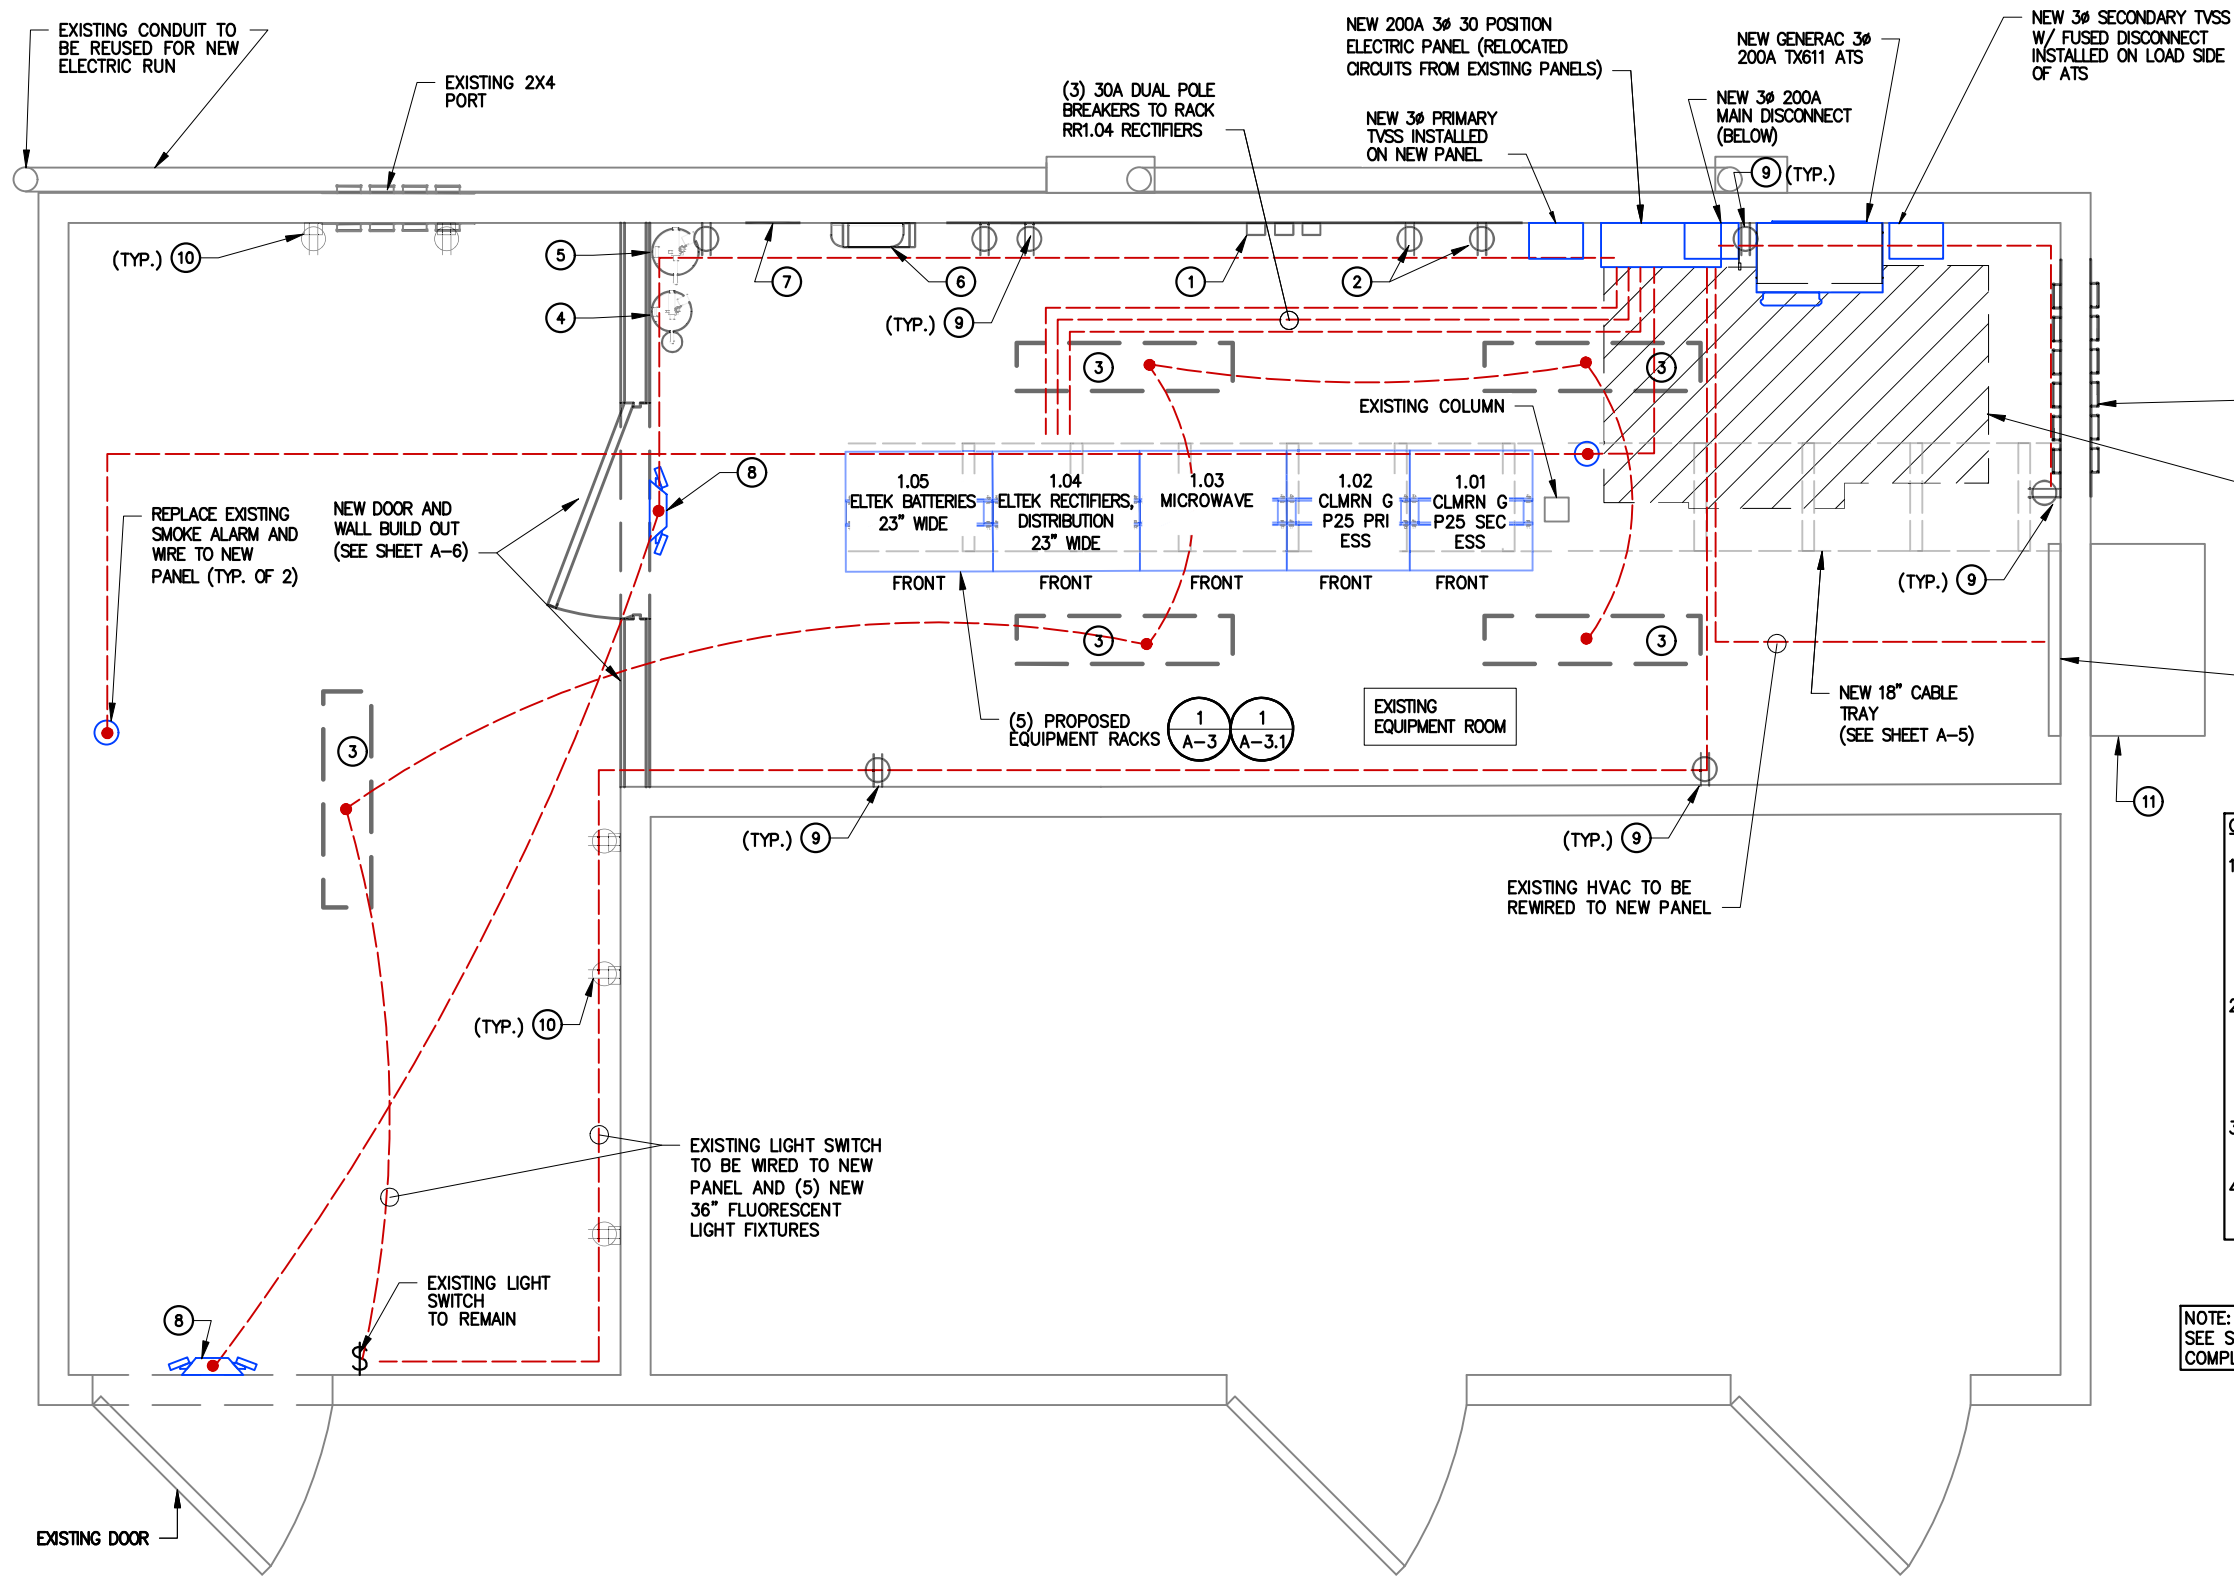 EXISTING CONDUIT TO
BE REUSED FOR NEW
ELECTRIC RUN
EXISTING 2X4
PORT
(3) 30A DUAL POLE
BREAKERS TO RACK
RR1.04 RECTIFIERS
NEW 200A 3ø 30 POSITION
ELECTRIC PANEL (RELOCATED
CIRCUITS FROM EXISTING PANELS)
NEW 3ø PRIMARY
TVSS INSTALLED
ON NEW PANEL
NEW GENERAC 3ø
200A TX611 ATS
NEW 3ø 200A
MAIN DISCONNECT
(BELOW)
NEW 3ø SECONDARY TVSS
W/ FUSED DISCONNECT
INSTALLED ON LOAD SIDE
OF ATS
9 (TYP.)
(TYP.) 10
5
4
7
6
(TYP.) 9
1
2
3
3
EXISTING COLUMN
8
REPLACE EXISTING
SMOKE ALARM AND
WIRE TO NEW
PANEL (TYP. OF 2)
NEW DOOR AND
WALL BUILD OUT
(SEE SHEET A-6)
1.05
ELTEK BATTERIES
23" WIDE
FRONT
1.04
ELTEK RECTIFIERS,
DISTRIBUTION
23" WIDE
FRONT
1.03
MICROWAVE
FRONT
1.02
CLMRN G
P25 PRI
ESS
FRONT
1.01
CLMRN G
P25 SEC
ESS
FRONT
(TYP.) 9
3
3
3
(5) PROPOSED
EQUIPMENT RACKS
1
A-3
1
A-3.1
EXISTING
EQUIPMENT ROOM
NEW 18" CABLE
TRAY
(SEE SHEET A-5)
11
(TYP.) 9
(TYP.) 9
EXISTING HVAC TO BE
REWIRED TO NEW PANEL
(TYP.) 10
EXISTING LIGHT SWITCH
TO BE WIRED TO NEW
PANEL AND (5) NEW
36" FLUORESCENT
LIGHT FIXTURES
EXISTING LIGHT
SWITCH
TO REMAIN
8
$
EXISTING DOOR
1
2
3
4
NOTE:
SEE S
COMPL